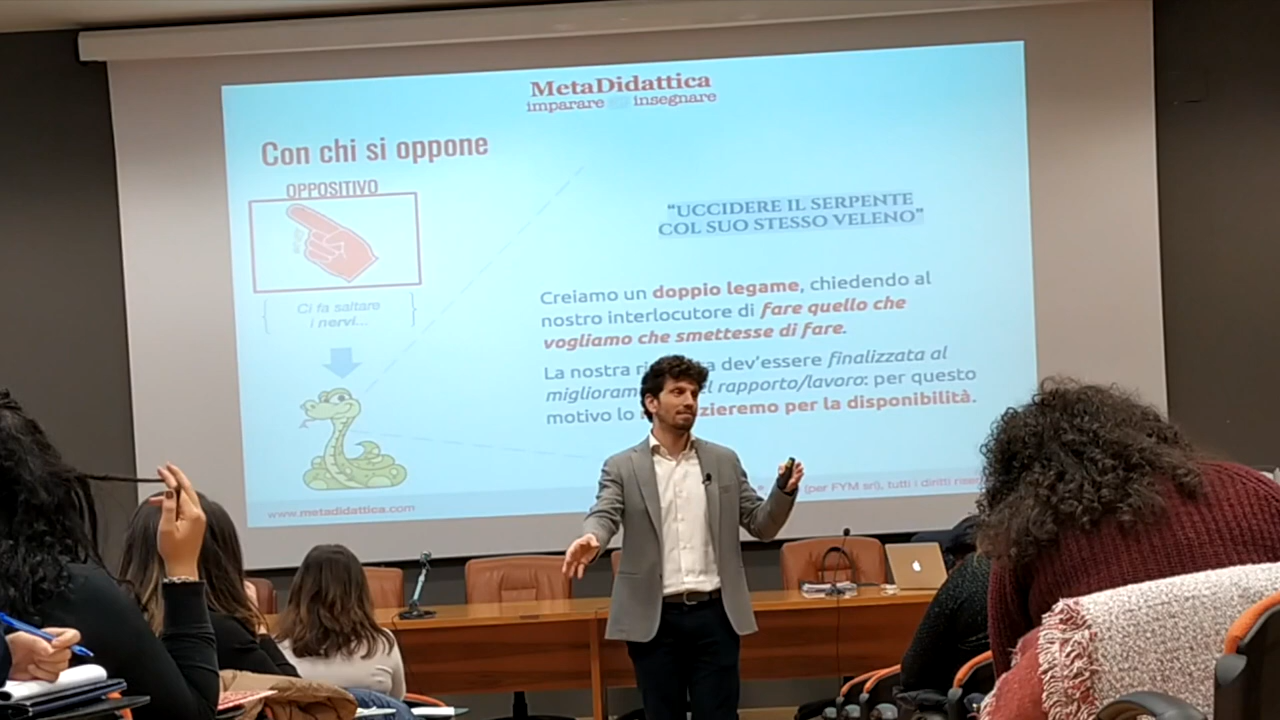 MetaDidattica
imparare insegnare
Con chi si oppone
OPPOSITIVO
Ci fa saltare
i nervi...
"UCCIDERE IL SERPENTE
COL SUO STESSO VELENO"
Creiamo un doppio legame, chiedendo al
nostro interlocutore di fare quello che
vogliamo che smettesse di fare.
La nostra dev'essere finalizzata al
rapporto/lavoro: per questo
motivo lo per la disponibilità.
www.metadidattica.com
(per FYM srl), tutti i diritti